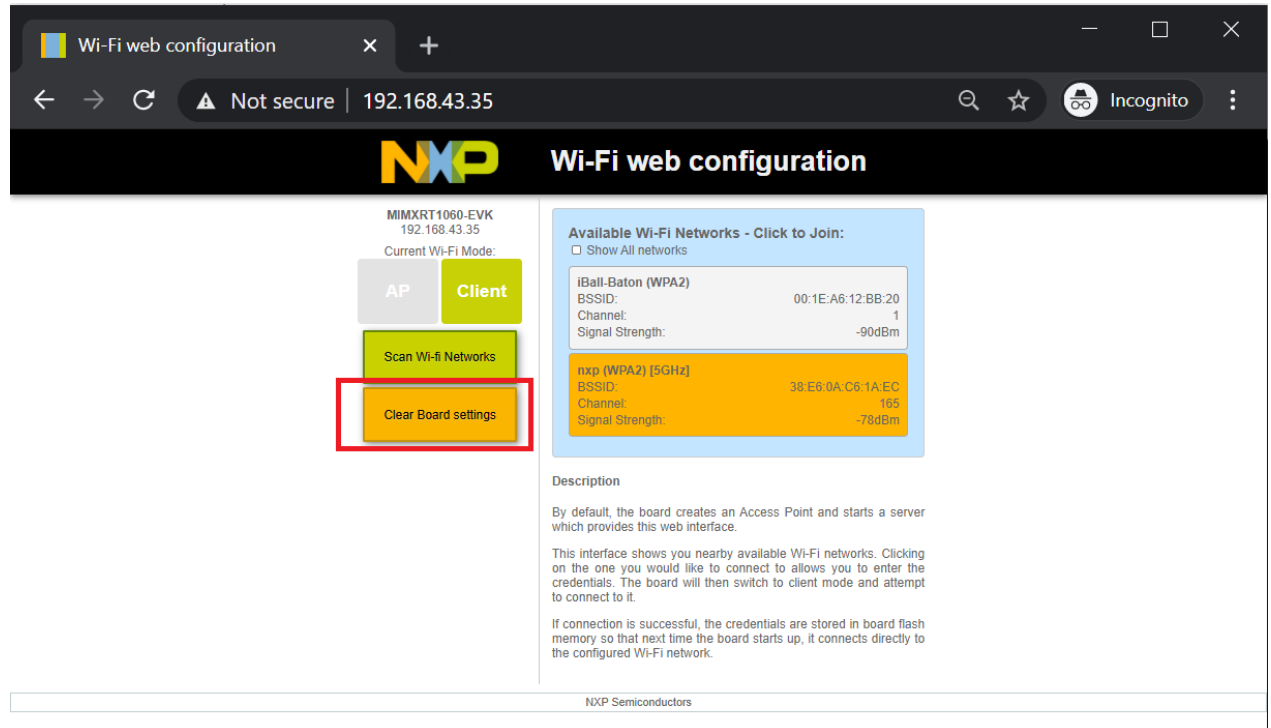 Wi-Fi web configuration
Not secure | 192.168.43.35
Incognito
NXP
Wi-Fi web configuration
MIMXRT1060-EVK
192.168.43.35
Current Wi-Fi Mode:
AP
Client
Scan Wi-fi Networks
Clear Board settings
Available Wi-Fi Networks - Click to Join:
Show All networks
iBall-Baton (WPA2)
BSSID: 00:1E:A6:12:BB:20
Channel: 1
Signal Strength: -90dBm
nxp (WPA2) [5GHz]
BSSID: 38:E6:0A:C6:1A:EC
Channel: 165
Signal Strength: -78dBm
Description
By default, the board creates an Access Point and starts a server
which provides this web interface.
This interface shows you nearby available Wi-Fi networks. Clicking
on the one you would like to connect to allows you to enter the
credentials. The board will then switch to client mode and attempt
to connect to it.
If connection is successful, the credentials are stored in board flash
memory so that next time the board starts up, it connects directly to
the configured Wi-Fi network.
NXP Semiconductors